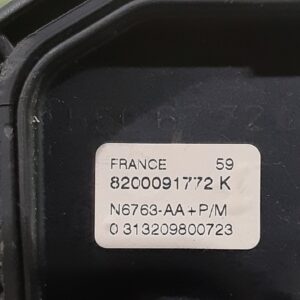 FRANCE 59
8200091772 K
N6763-AA+P/M
0 313209800723